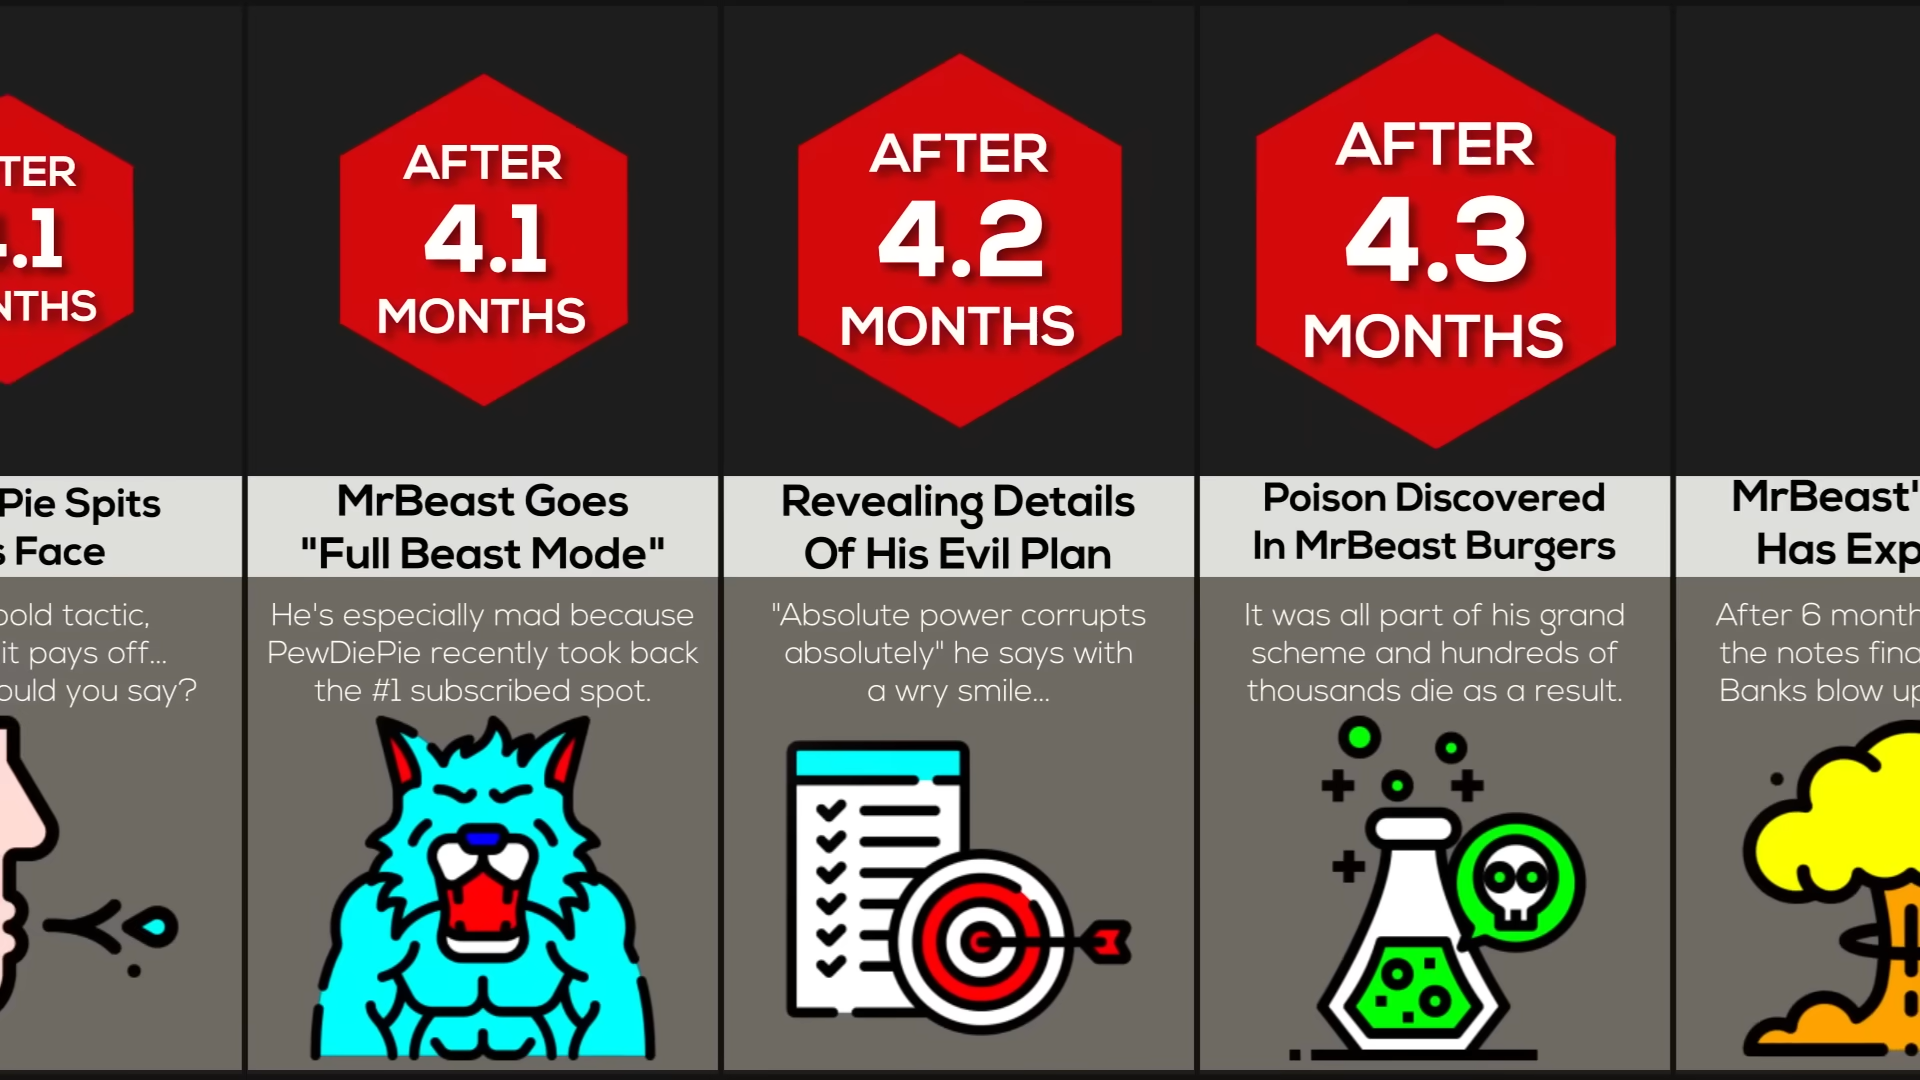 TER
.1
NTHS
Pie Spits
s Face
bold tactic,
it pays off...
ould you say?
AFTER
4.1
MONTHS
MrBeast Goes
"Full Beast Mode"
He's especially mad because
PewDiePie recently took back
the #1 subscribed spot.
AFTER
4.2
MONTHS
Revealing Details
Of His Evil Plan
"Absolute power corrupts
absolutely" he says with
a wry smile...
AFTER
4.3
MONTHS
Poison Discovered
In MrBeast Burgers
It was all part of his grand
scheme and hundreds of
thousands die as a result.
MrBeast'
Has Exp
After 6 month
the notes fina
Banks blow up